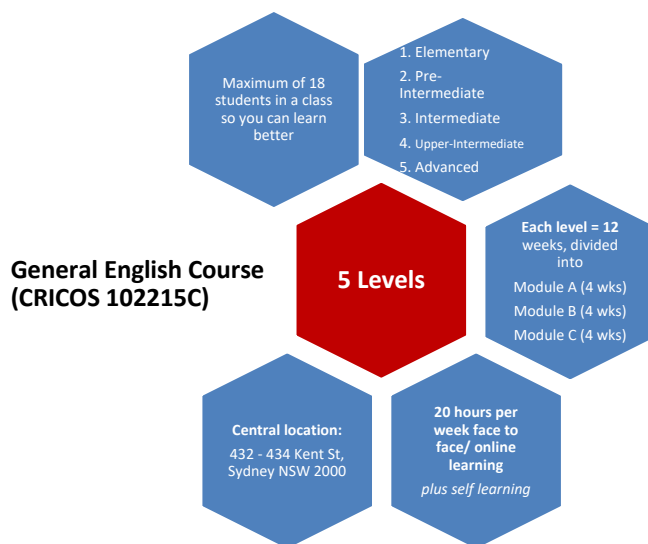 Maximum of 18
students in a class
so you can learn
better
1. Elementary
2. Pre-
Intermediate
3. Intermediate
4. Upper-Intermediate
5. Advanced
General English Course
(CRICOS 102215C)
5 Levels
Each level = 12
weeks, divided
into
Module A (4 wks)
Module B (4 wks)
Module C (4 wks)
Central location:
432 - 434 Kent St,
Sydney NSW 2000
20 hours per
week face to
face/ online
learning
plus self learning